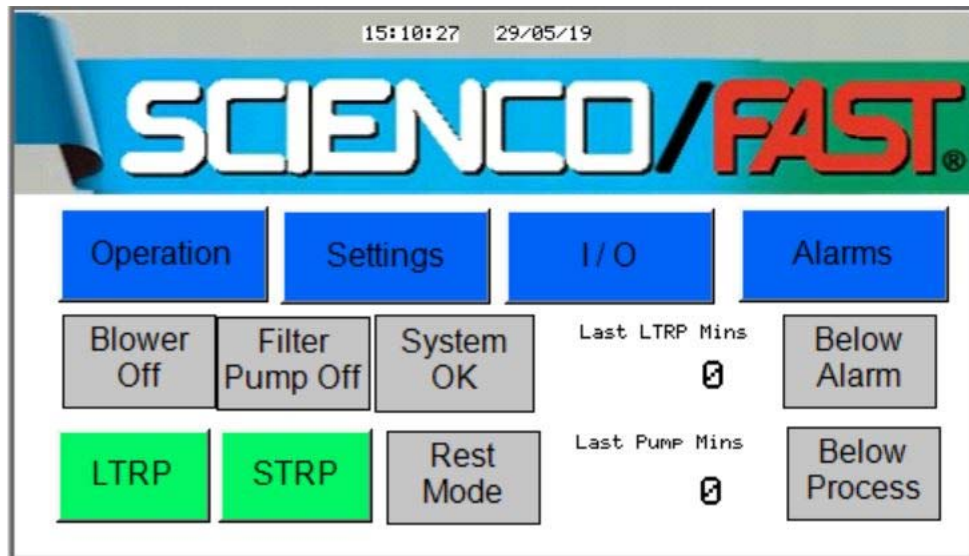 15:10:27 29/05/19
SCIENCO/FAST®
Operation
Settings
I / O
Alarms
Blower
Off
Filter
Pump Off
System
OK
Last LTRP Mins
0
Below
Alarm
LTRP
STRP
Rest
Mode
Last Pump Mins
0
Below
Process